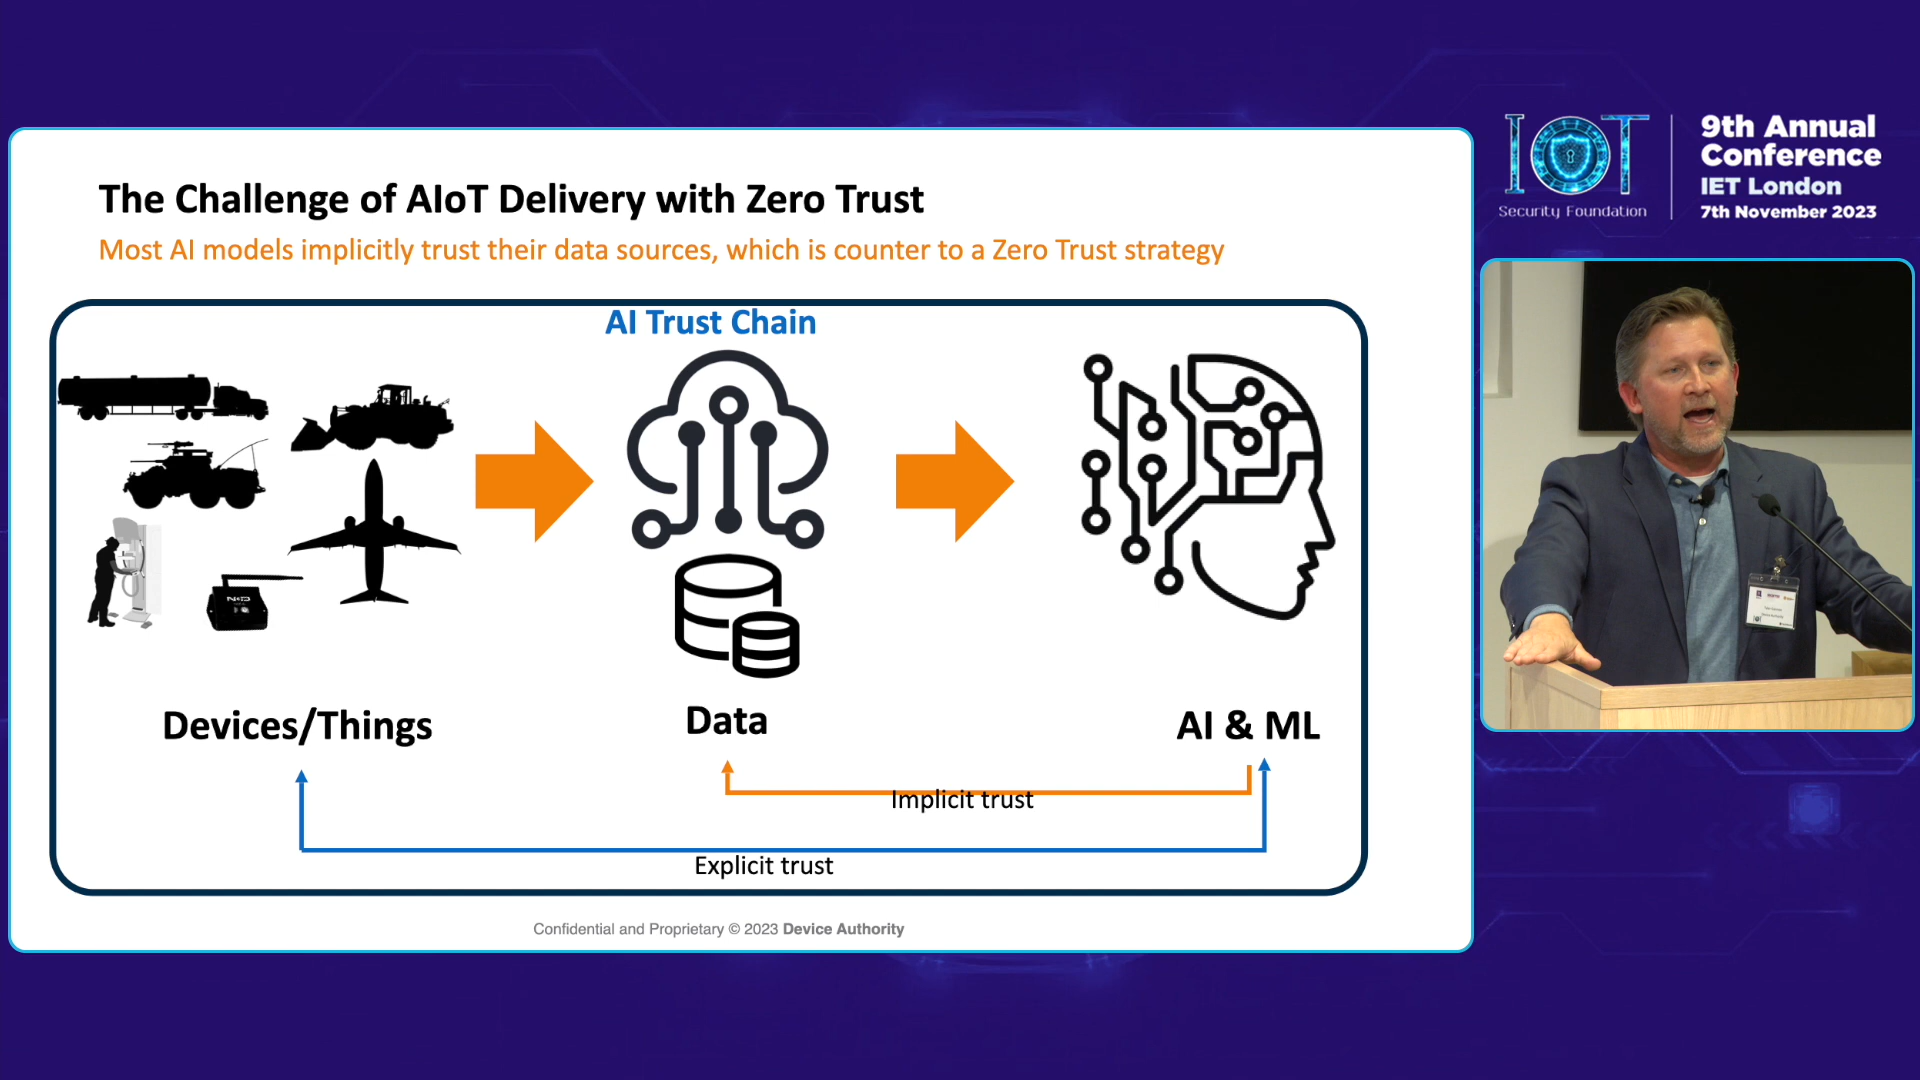 The Challenge of AIoT Delivery with Zero Trust
Most AI models implicitly trust their data sources, which is counter to a Zero Trust strategy
AI Trust Chain
Devices/Things
Data
AI & ML
Implicit trust
Explicit trust
Confidential and Proprietary © 2023 Device Authority
IOT
Security Foundation
9th Annual
Conference
IET London
7th November 2023